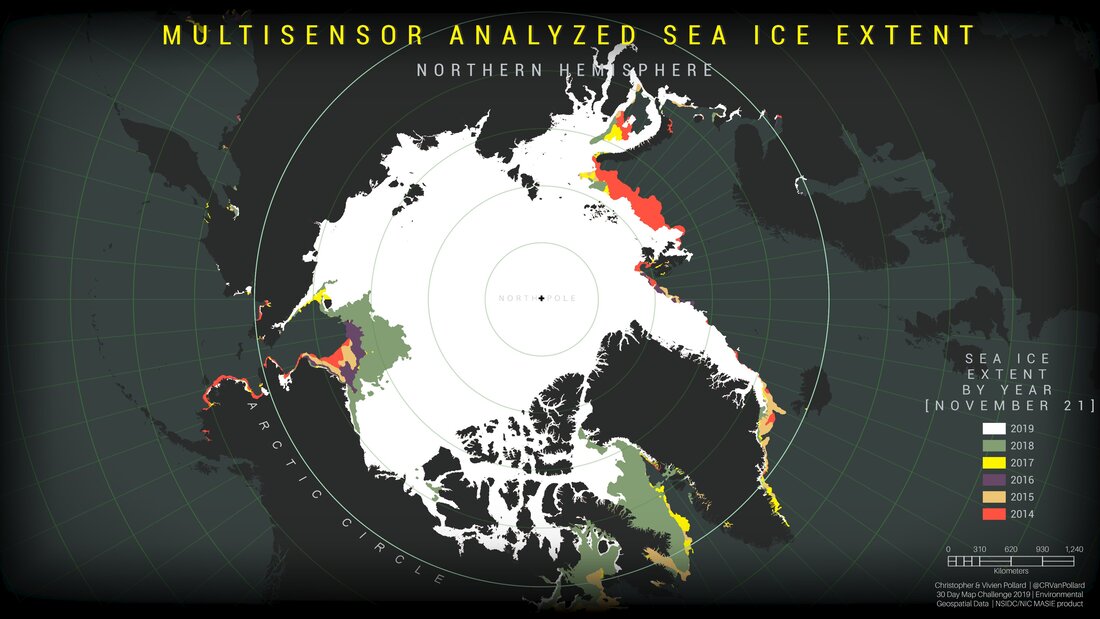 MULTISENSOR ANALYZED SEA ICE EXTENT
NORTHERN HEMISPHERE
NORTH POLE
ARCTIC CIRCLE
SEA ICE
EXTENT
BY YEAR
[NOVEMBER 21]
2019
2018
2017
2016
2015
2014
0 310 620 930 1,240
Kilometers
Christopher & Vivien Pollard | @CRVanPollard
30 Day Map Challenge 2019 | Environmental
Geospatial Data | NSIDC/NIC MASIE product